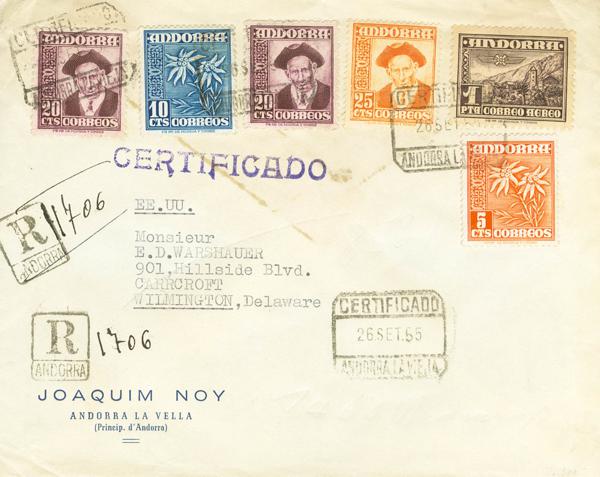 CERTIFICADO
ANDORRA
20
CTS CORREOS
ANDORRA
10
CTS CORREOS
ANDORRA
20
CTS CORREOS
ANDORRA
25
CTS CORREOS
ANDORRA
1
PTA CORREO AEREO
26 SET
ANDORRA LA
ANDORRA
5
CTS CORREOS
CERTIFICADO
R
ANDORRA
1706
EE.UU.
Monsieur
E.D.WARSHAUER
901,Hillside Blvd.
CARRCROFT
WILMINGTON,Delaware
CERTIFICADO
26 SET.55
ANDORRA LA VIEJA
R
ANDORRA
1706
JOAQUIM NOY
ANDORRA LA VELLA
(Princip. d'Andorra)